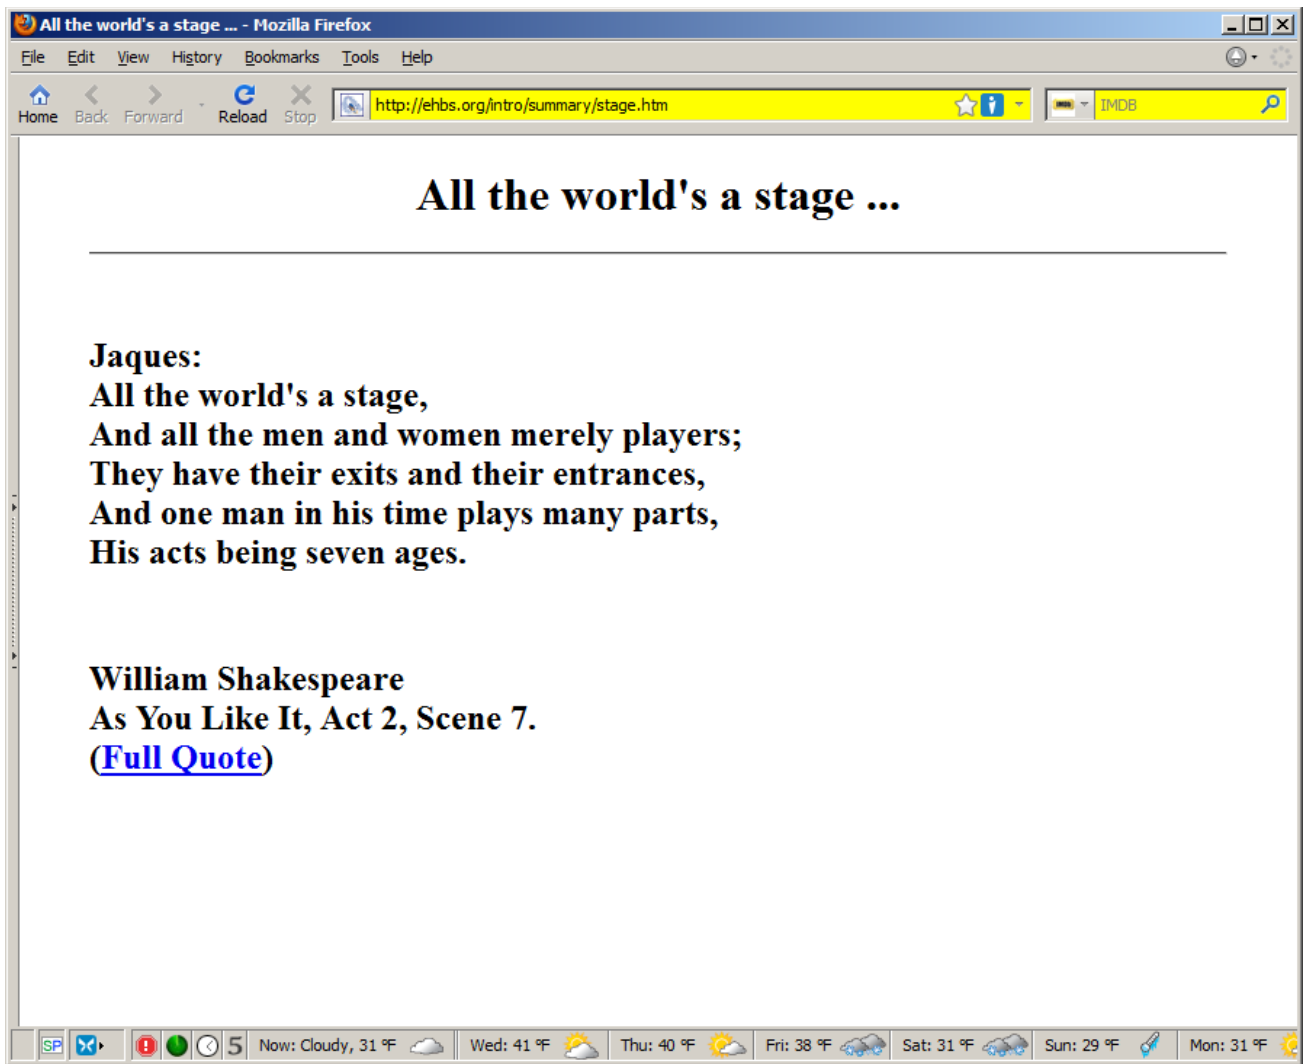 All the world's a stage ... - Mozilla Firefox
File Edit View History Bookmarks Tools Help
Home Back Forward Reload Stop http://ehbs.org/intro/summary/stage.htm IMDB
All the world's a stage ...
Jaques:
All the world's a stage,
And all the men and women merely players;
They have their exits and their entrances,
And one man in his time plays many parts,
His acts being seven ages.
William Shakespeare
As You Like It, Act 2, Scene 7.
(Full Quote)
SP 5 Now: Cloudy, 31 °F Wed: 41 °F Thu: 40 °F Fri: 38 °F Sat: 31 °F Sun: 29 °F Mon: 31 °F